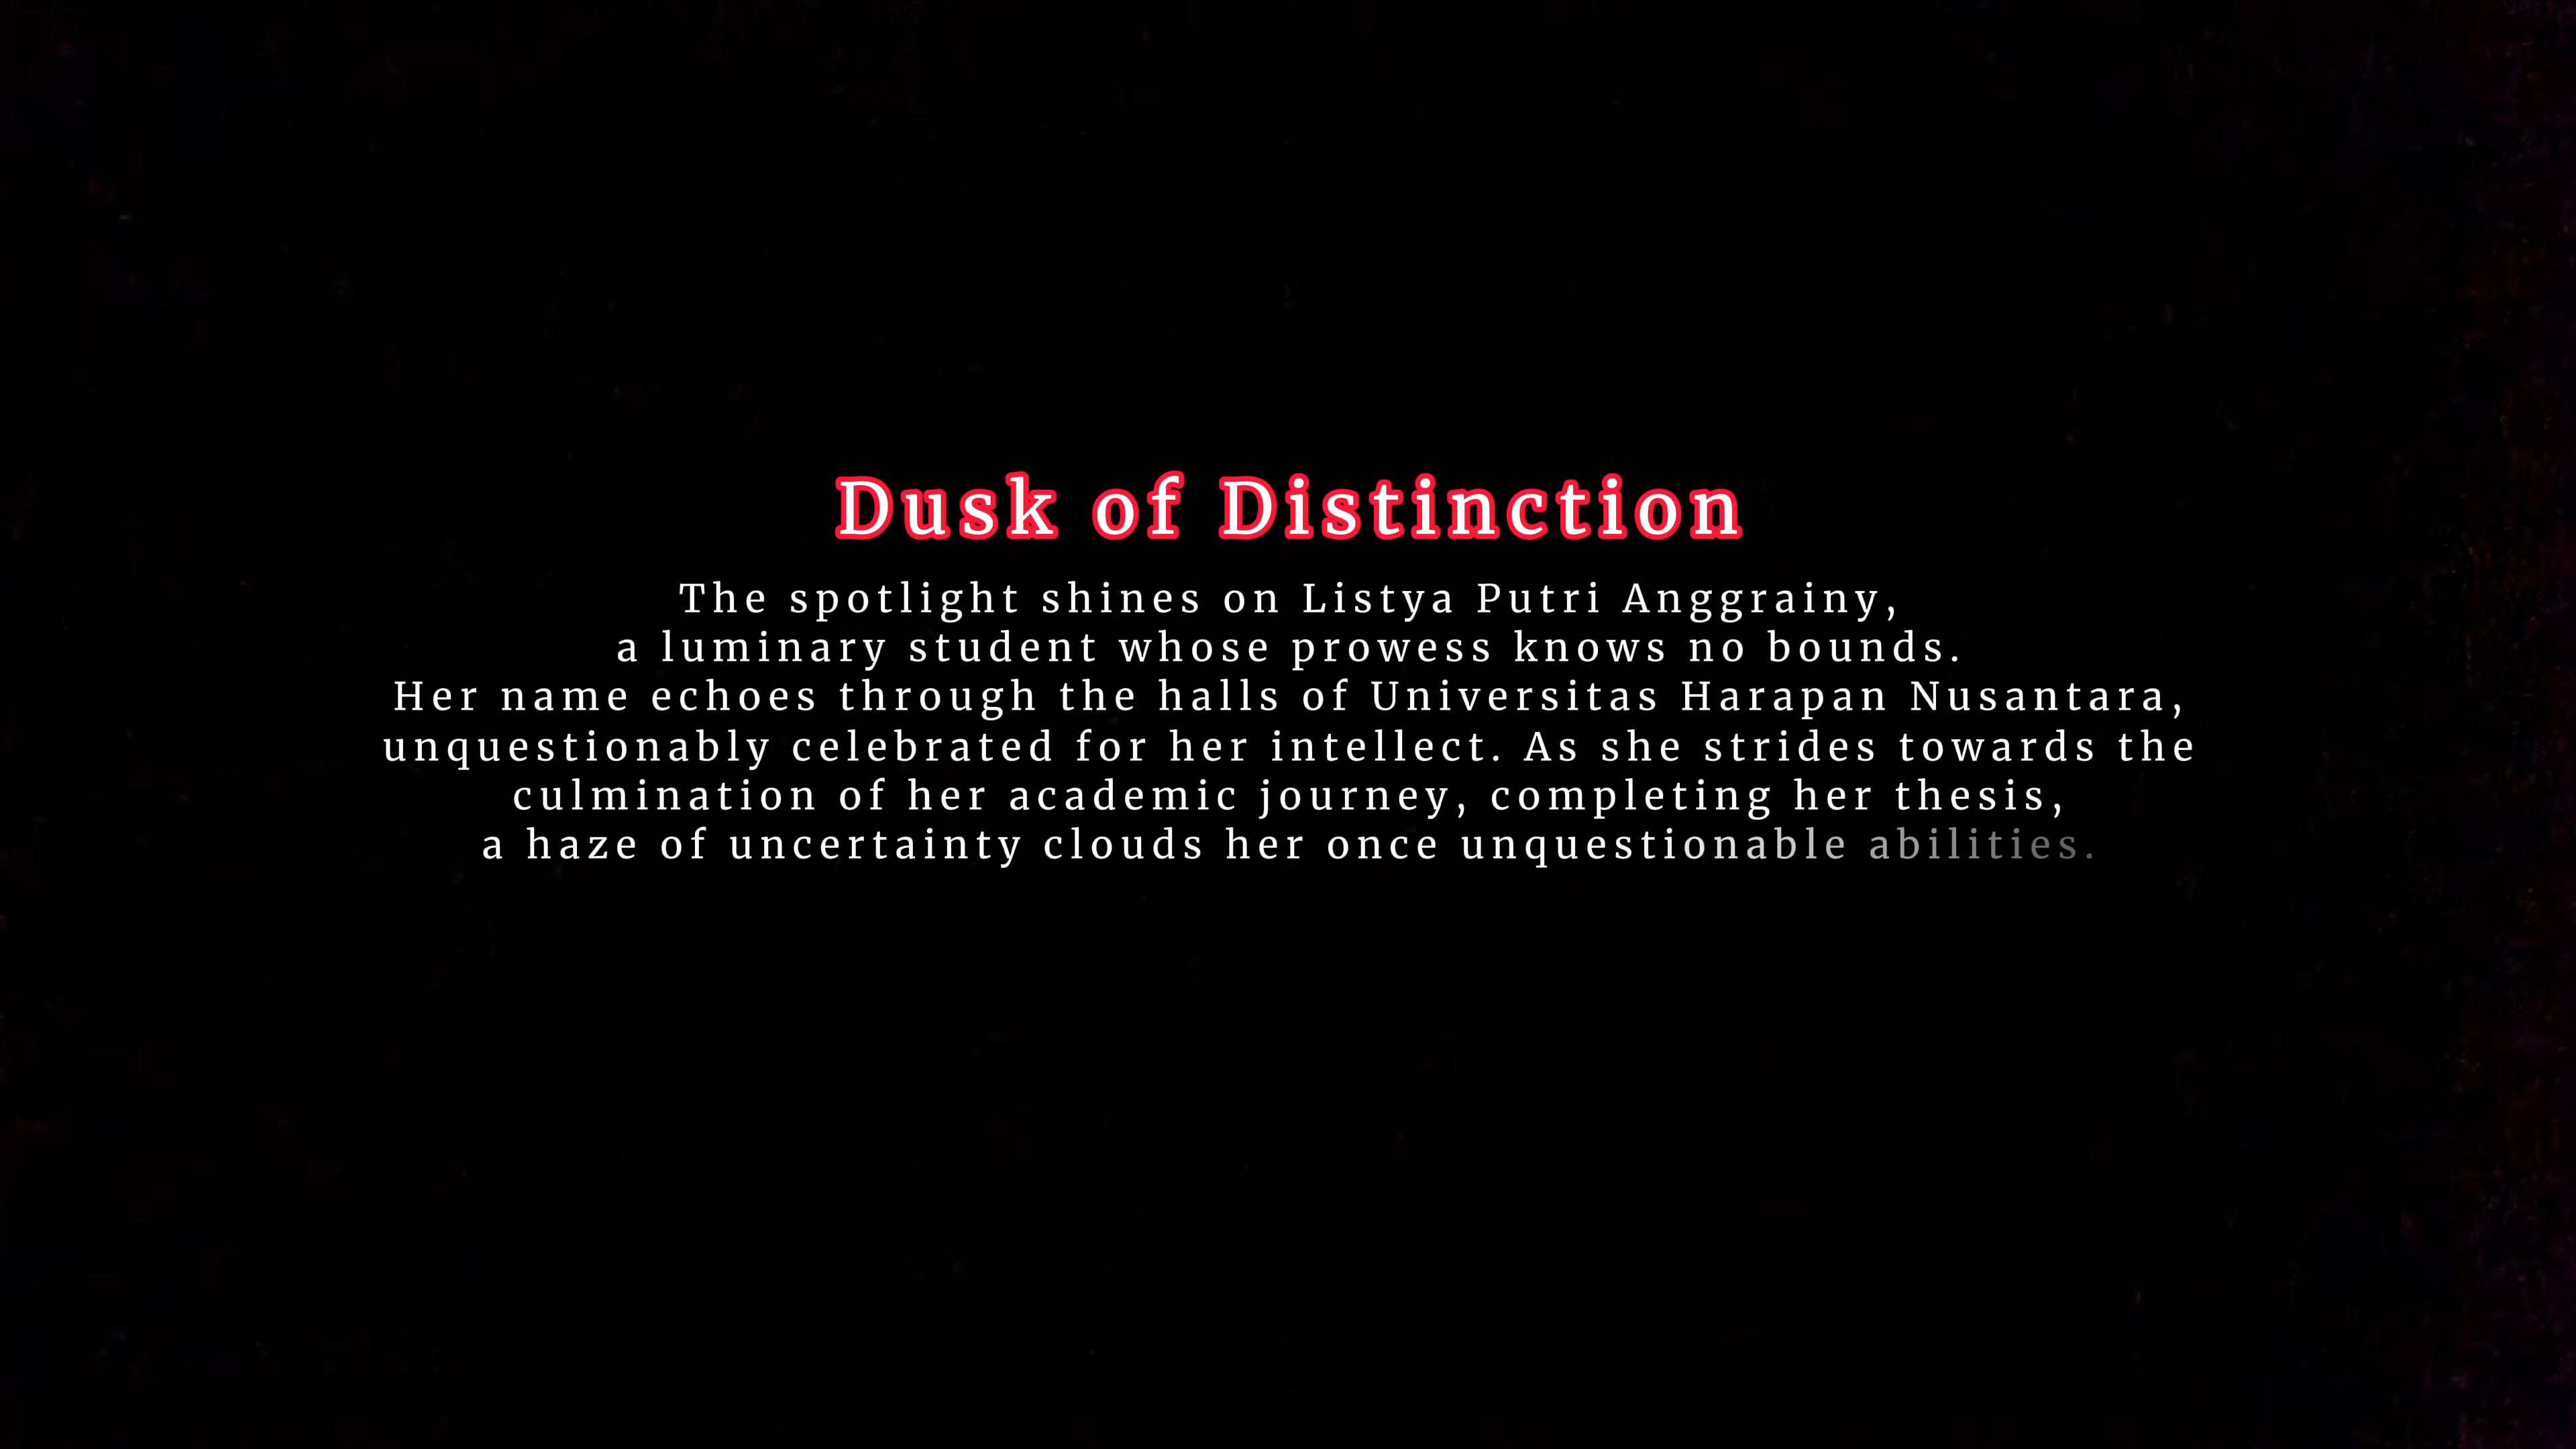 Dusk of Distinction
The spotlight shines on Listya Putri Anggrainy,
a luminary student whose prowess knows no bounds.
Her name echoes through the halls of Universitas Harapan Nusantara,
unquestionably celebrated for her intellect. As she strides towards the
culmination of her academic journey, completing her thesis,
a haze of uncertainty clouds her once unquestionable abilities.